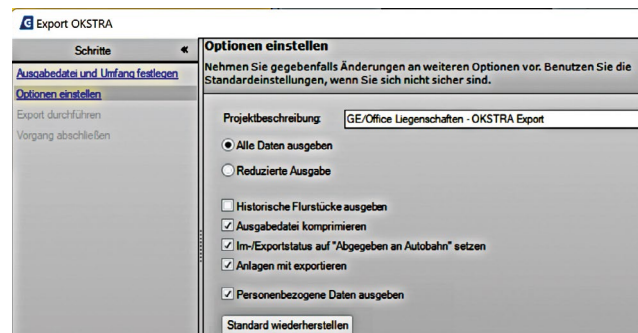 Export OKSTRA
Schritte
Ausgabedatei und Umfang festlegen
Optionen einstellen
Export durchführen
Vorgang abschließen
Optionen einstellen
Nehmen Sie gegebenfalls Änderungen an weiteren Optionen vor. Benutzen Sie die
Standardeinstellungen, wenn Sie sich nicht sicher sind.
Projektbeschreibung: GE/Office Liegenschaften - OKSTRA Export
Alle Daten ausgeben
Reduzierte Ausgabe
Historische Flurstücke ausgeben
Ausgabedatei komprimieren
Im-/Exportstatus auf "Abgegeben an Autobahn" setzen
Anlagen mit exportieren
Personenbezogene Daten ausgeben
Standard wiederherstellen